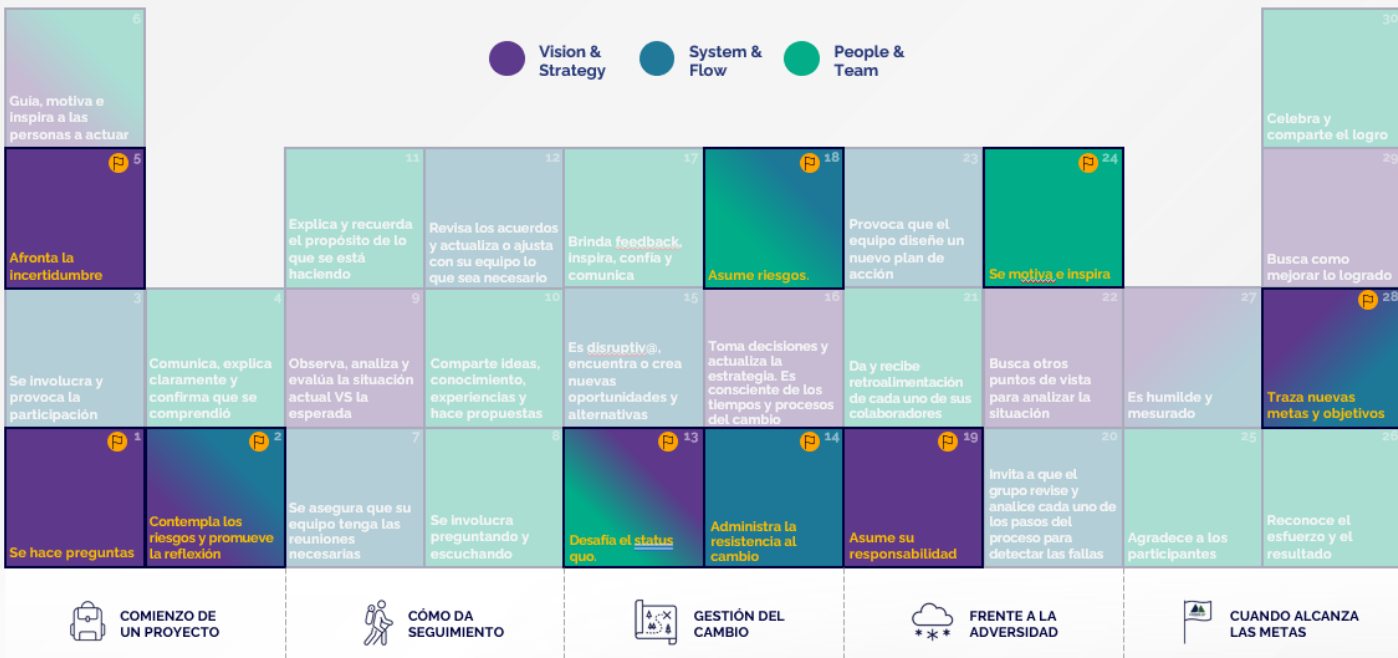 Vision &
Strategy
System &
Flow
People &
Team
6
Guía, motiva e
inspira a las
personas a actuar
30
Celebra y
comparte el logro
5
Afronta la
incertidumbre
11
Explica y recuerda
el propósito de lo
que se está
haciendo
12
Revisa los acuerdos
y actualiza o ajusta
con su equipo lo
que sea necesario
17
Brinda feedback,
inspira, confía y
comunica
18
Asume riesgos.
23
Provoca que el
equipo diseñe un
nuevo plan de
acción
24
Se motiva e inspira
29
Busca como
mejorar lo logrado
3
Se involucra y
provoca la
participación
4
Comunica, explica
claramente y
confirma que se
comprendió
9
Observa, analiza y
evalúa la situación
actual VS la
esperada
10
Comparte ideas,
conocimiento,
experiencias y
hace propuestas
15
Es disruptiv@,
encuentra o crea
nuevas
oportunidades y
alternativas
16
Toma decisiones y
actualiza la
estrategia. Es
consciente de los
tiempos y procesos
del cambio
21
Da y recibe
retroalimentación
de cada uno de sus
colaboradores
22
Busca otros
puntos de vista
para analizar la
situación
27
Es humilde y
mesurado
28
Traza nuevas
metas y objetivos
1
Se hace preguntas
2
Contempla los
riesgos y promueve
la reflexión
7
Se asegura que su
equipo tenga las
reuniones
necesarias
8
Se involucra
preguntando y
escuchando
13
Desafía el status
quo.
14
Administra la
resistencia al
cambio
19
Asume su
responsabilidad
20
Invita a que el
grupo revise y
analice cada uno de
los pasos del
proceso para
detectar las fallas
25
Agradece a los
participantes
26
Reconoce el
esfuerzo y el
resultado
COMIENZO DE
UN PROYECTO
CÓMO DA
SEGUIMIENTO
GESTIÓN DEL
CAMBIO
FRENTE A LA
ADVERSIDAD
CUANDO ALCANZA
LAS METAS